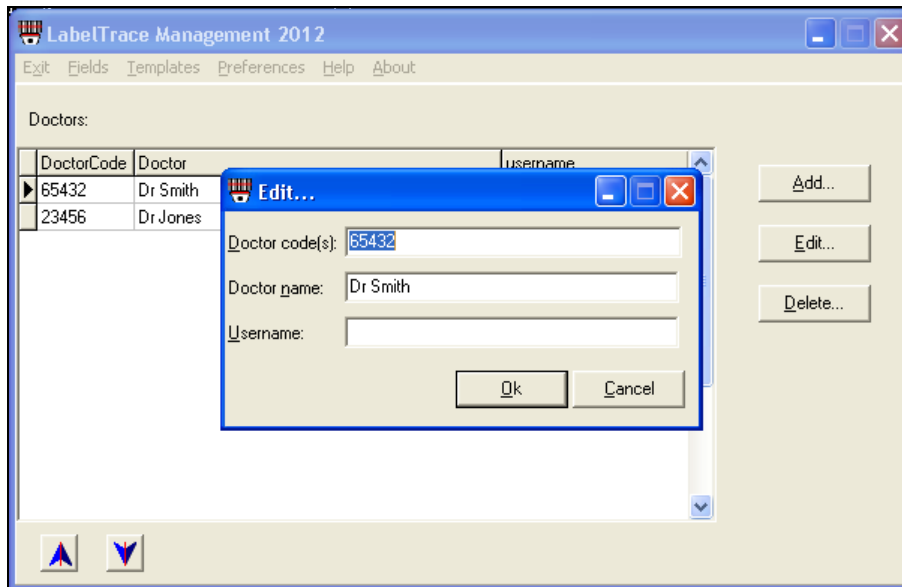 LabelTrace Management 2012
Exit Fields Templates Preferences Help About
Doctors:
DoctorCode Doctor username
65432 Dr Smith
23456 Dr Jones
Add...
Edit...
Delete...
Edit...
Doctor code(s): 65432
Doctor name: Dr Smith
Username:
Ok Cancel